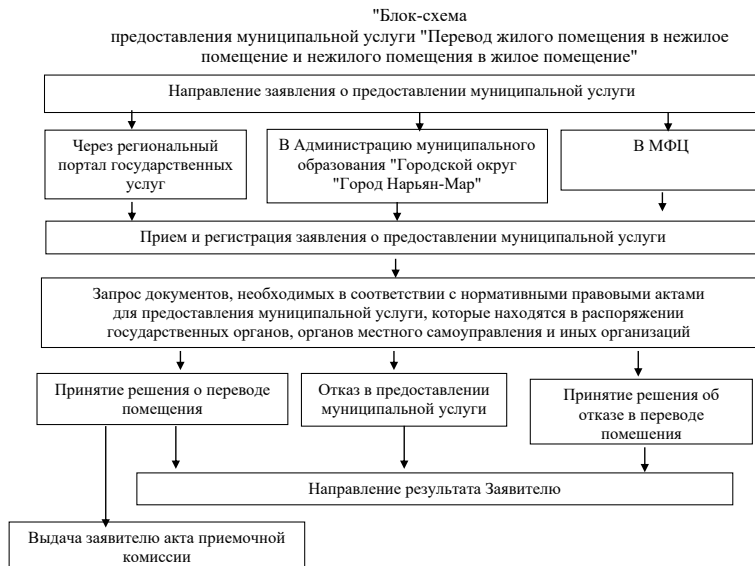 "Блок-схема
предоставления муниципальной услуги "Перевод жилого помещения в нежилое
помещение и нежилого помещения в жилое помещение"
Направление заявления о предоставлении муниципальной услуги
Через региональный
портал государственных
услуг
В Администрацию муниципального
образования "Городской округ
"Город Нарьян-Мар"
В МФЦ
Прием и регистрация заявления о предоставлении муниципальной услуги
Запрос документов, необходимых в соответствии с нормативными правовыми актами
для предоставления муниципальной услуги, которые находятся в распоряжении
государственных органов, органов местного самоуправления и иных организаций
Принятие решения о переводе
помещения
Отказ в предоставлении
муниципальной услуги
Принятие решения об
отказе в переводе
помещения
Направление результата Заявителю
Выдача заявителю акта приемочной
комиссии